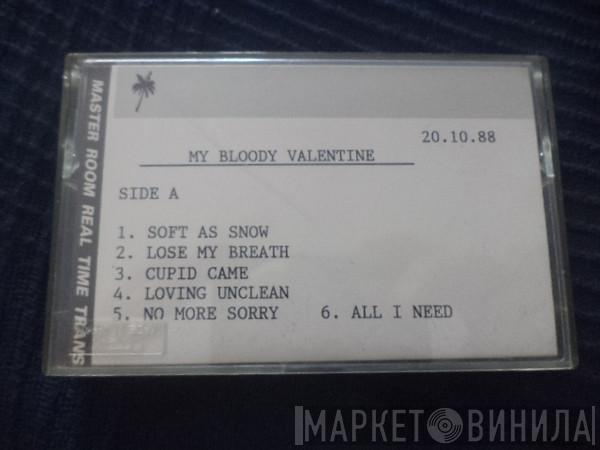 MASTER ROOM REAL TIME TRANS
20.10.88
MY BLOODY VALENTINE
SIDE A
1. SOFT AS SNOW
2. LOSE MY BREATH
3. CUPID CAME
4. LOVING UNCLEAN
5. NO MORE SORRY 6. ALL I NEED
МАРКЕТ ВИНИЛА